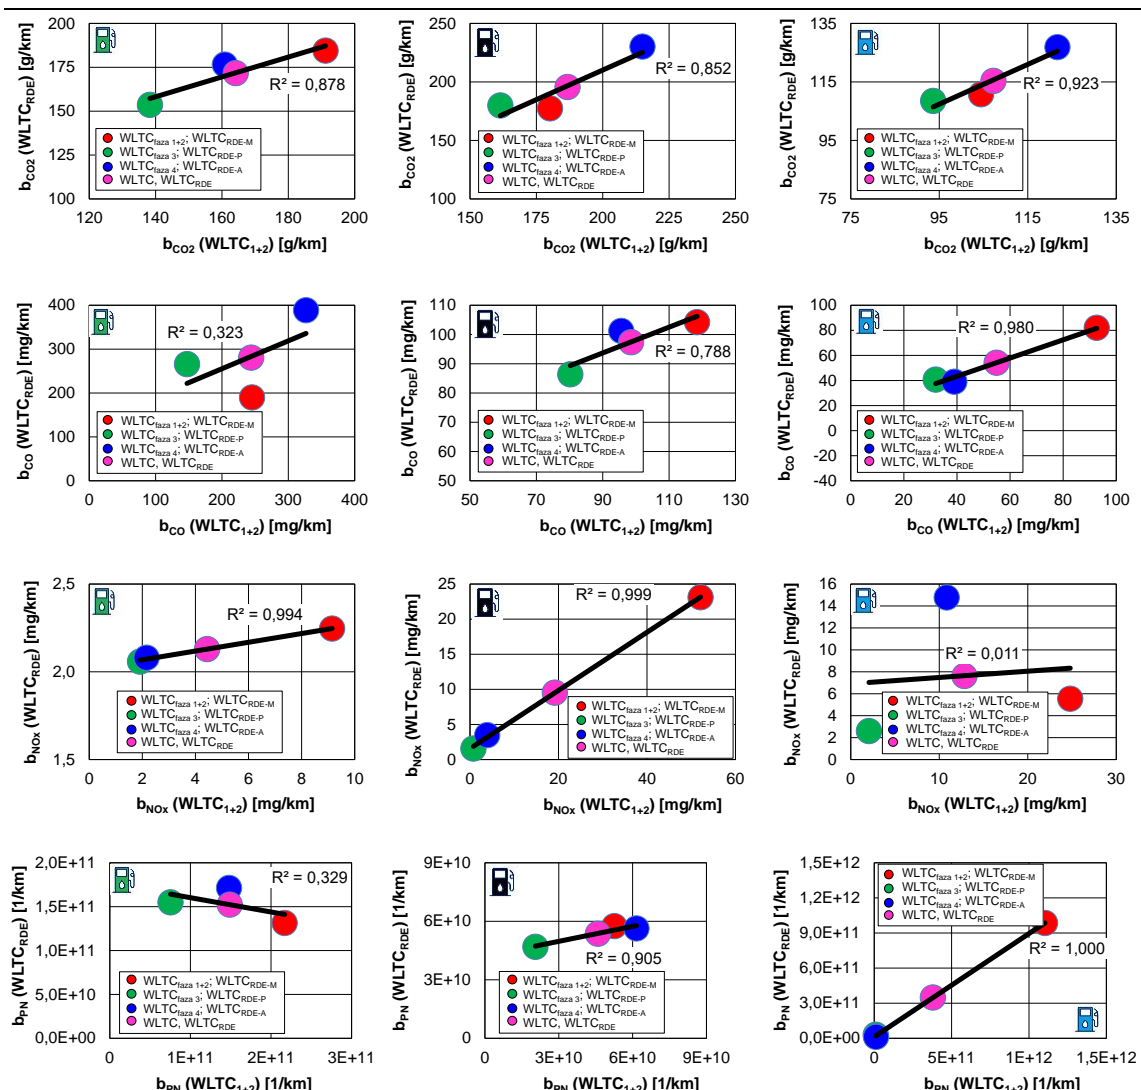 b_CO2 (WLTC_RDE) [g/km]
200
175
150
125
100
R² = 0,878
WLTC_faza 1+2; WLTC_RDE-M
WLTC_faza 3; WLTC_RDE-P
WLTC_faza 4; WLTC_RDE-A
WLTC, WLTC_RDE
120 140 160 180 200
b_CO2 (WLTC_1+2) [g/km]
b_CO2 (WLTC_RDE) [g/km]
250
200
150
100
R² = 0,852
WLTC_faza 1+2; WLTC_RDE-M
WLTC_faza 3; WLTC_RDE-P
WLTC_faza 4; WLTC_RDE-A
WLTC, WLTC_RDE
150 175 200 225 250
b_CO2 (WLTC_1+2) [g/km]
b_CO2 (WLTC_RDE) [g/km]
135
115
95
75
R² = 0,923
WLTC_faza 1+2; WLTC_RDE-M
WLTC_faza 3; WLTC_RDE-P
WLTC_faza 4; WLTC_RDE-A
WLTC, WLTC_RDE
75 95 115 135
b_CO2 (WLTC_1+2) [g/km]
b_CO (WLTC_RDE) [mg/km]
400
300
200
100
0
R² = 0,323
WLTC_faza 1+2; WLTC_RDE-M
WLTC_faza 3; WLTC_RDE-P
WLTC_faza 4; WLTC_RDE-A
WLTC, WLTC_RDE
0 100 200 300 400
b_CO (WLTC_1+2) [mg/km]
b_CO (WLTC_RDE) [mg/km]
110
100
90
80
70
60
50
R² = 0,788
WLTC_faza 1+2; WLTC_RDE-M
WLTC_faza 3; WLTC_RDE-P
WLTC_faza 4; WLTC_RDE-A
WLTC, WLTC_RDE
50 70 90 110 130
b_CO (WLTC_1+2) [mg/km]
b_CO (WLTC_RDE) [mg/km]
100
80
60
40
20
0
-20
-40
R² = 0,980
WLTC_faza 1+2; WLTC_RDE-M
WLTC_faza 3; WLTC_RDE-P
WLTC_faza 4; WLTC_RDE-A
WLTC, WLTC_RDE
0 20 40 60 80 100
b_CO (WLTC_1+2) [mg/km]
b_NOx (WLTC_RDE) [mg/km]
2,5
2,0
1,5
R² = 0,994
WLTC_faza 1+2; WLTC_RDE-M
WLTC_faza 3; WLTC_RDE-P
WLTC_faza 4; WLTC_RDE-A
WLTC, WLTC_RDE
0 2 4 6 8 10
b_NOx (WLTC_1+2) [mg/km]
b_NOx (WLTC_RDE) [mg/km]
25
20
15
10
5
0
R² = 0,999
WLTC_faza 1+2; WLTC_RDE-M
WLTC_faza 3; WLTC_RDE-P
WLTC_faza 4; WLTC_RDE-A
WLTC, WLTC_RDE
0 20 40 60
b_NOx (WLTC_1+2) [mg/km]
b_NOx (WLTC_RDE) [mg/km]
16
14
12
10
8
6
4
2
0
R² = 0,011
WLTC_faza 1+2; WLTC_RDE-M
WLTC_faza 3; WLTC_RDE-P
WLTC_faza 4; WLTC_RDE-A
WLTC, WLTC_RDE
0 10 20 30
b_NOx (WLTC_1+2) [mg/km]
b_PN (WLTC_RDE) [1/km]
2,0E+11
1,5E+11
1,0E+11
5,0E+10
0,0E+00
R² = 0,329
WLTC_faza 1+2; WLTC_RDE-M
WLTC_faza 3; WLTC_RDE-P
WLTC_faza 4; WLTC_RDE-A
WLTC, WLTC_RDE
0 1E+11 2E+11 3E+11
b_PN (WLTC_1+2) [1/km]
b_PN (WLTC_RDE) [1/km]
9E+10
6E+10
3E+10
0
R² = 0,905
WLTC_faza 1+2; WLTC_RDE-M
WLTC_faza 3; WLTC_RDE-P
WLTC_faza 4; WLTC_RDE-A
WLTC, WLTC_RDE
0 3E+10 6E+10 9E+10
b_PN (WLTC_1+2) [1/km]
b_PN (WLTC_RDE) [1/km]
1,5E+12
1,2E+12
9,0E+11
6,0E+11
3,0E+11
0,0E+00
WLTC_faza 1+2; WLTC_RDE-M
WLTC_faza 3; WLTC_RDE-P
WLTC_faza 4; WLTC_RDE-A
WLTC, WLTC_RDE
R² = 1,000
0 5E+11 1E+12 1,5E+12
b_PN (WLTC_1+2) [1/km]